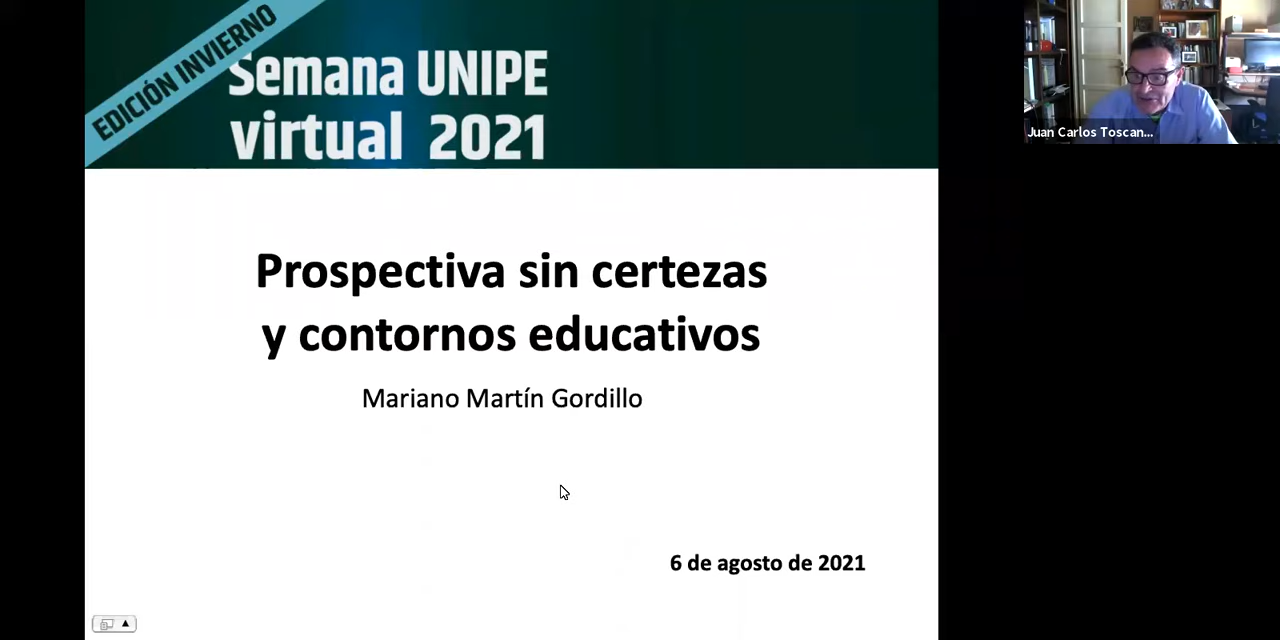 EDICIÓN INVIERNO
Semana UNIPE
virtual 2021
Juan Carlos Toscan...
Prospectiva sin certezas
y contornos educativos
Mariano Martín Gordillo
6 de agosto de 2021